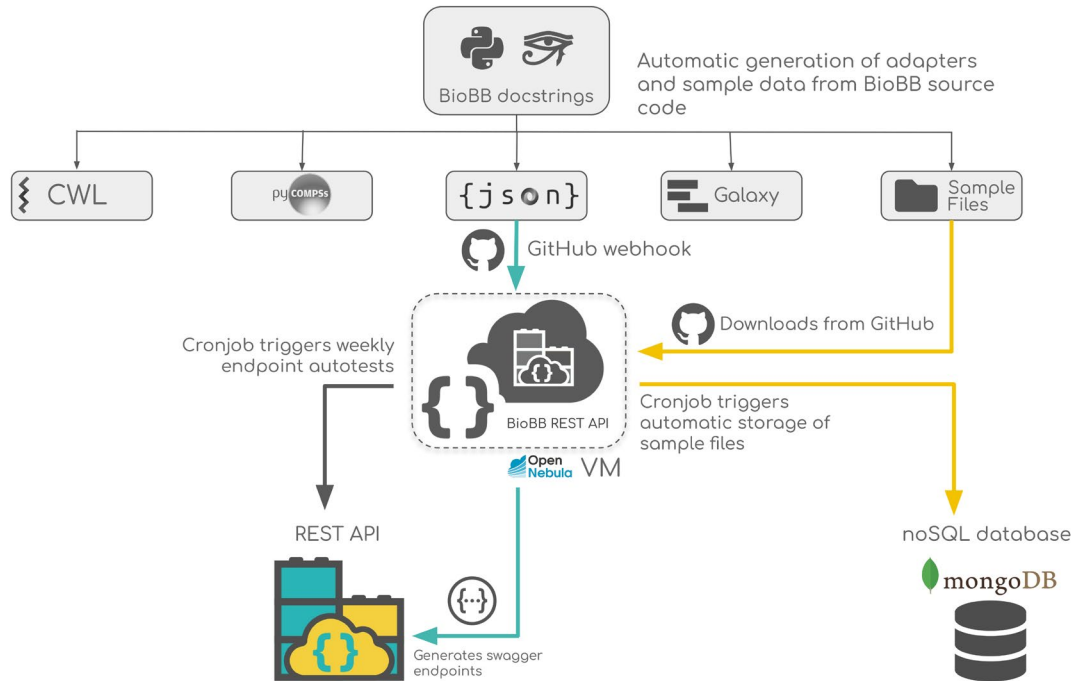 BioBB docstrings
Automatic generation of adapters
and sample data from BioBB source
code
CWL
pyCOMPSs
{json}
Galaxy
Sample
Files
GitHub webhook
Downloads from GitHub
Cronjob triggers weekly
endpoint autotests
{}
{}
BioBB REST API
Cronjob triggers
automatic storage of
sample files
Open
Nebula
VM
REST API
noSQL database
mongoDB
{...}
{}
Generates swagger
endpoints